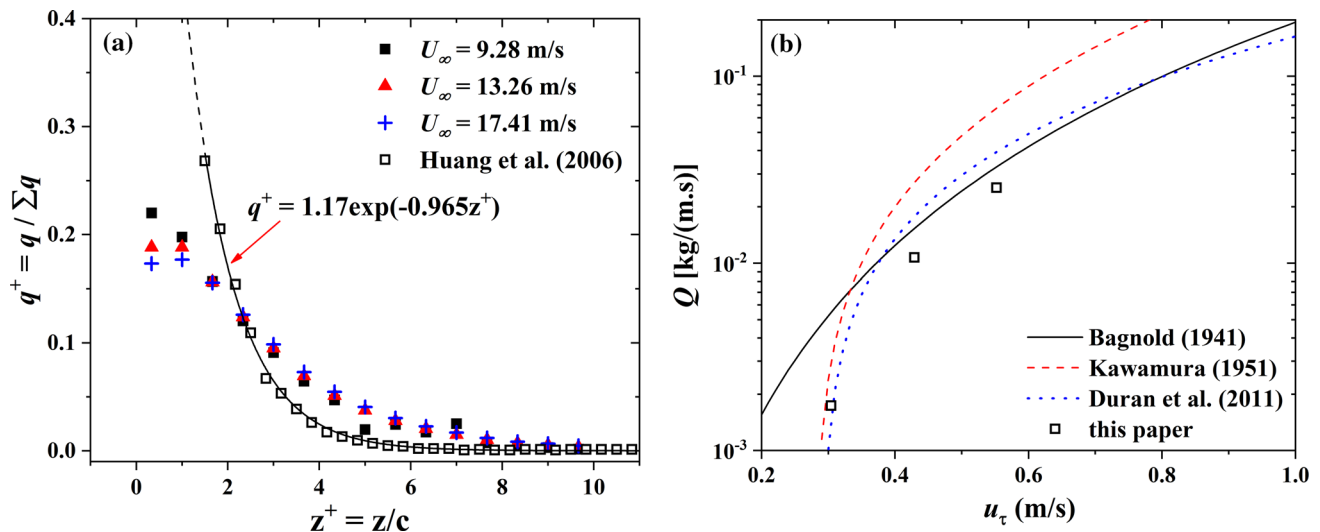 (a)
U∞ = 9.28 m/s
U∞ = 13.26 m/s
U∞ = 17.41 m/s
Huang et al. (2006)
q⁺ = 1.17exp(-0.965z⁺)
0.4
0.3
0.2
0.1
0.0
q⁺ = q / Σq
0 2 4 6 8 10
z⁺ = z/c
(b)
10⁻¹
10⁻²
10⁻³
Q [kg/(m.s)]
Bagnold (1941)
Kawamura (1951)
Duran et al. (2011)
this paper
0.2 0.4 0.6 0.8 1.0
uτ (m/s)